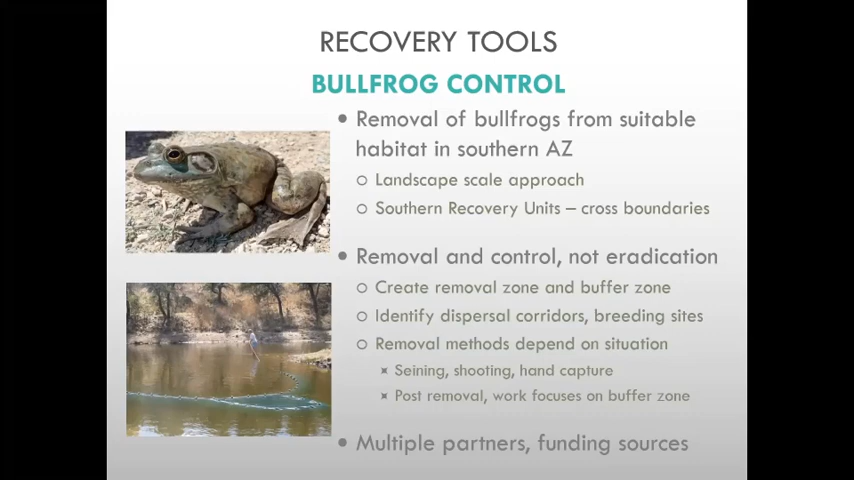 RECOVERY TOOLS
BULLFROG CONTROL
• Removal of bullfrogs from suitable
habitat in southern AZ
○ Landscape scale approach
○ Southern Recovery Units – cross boundaries
• Removal and control, not eradication
○ Create removal zone and buffer zone
○ Identify dispersal corridors, breeding sites
○ Removal methods depend on situation
× Seining, shooting, hand capture
× Post removal, work focuses on buffer zone
• Multiple partners, funding sources